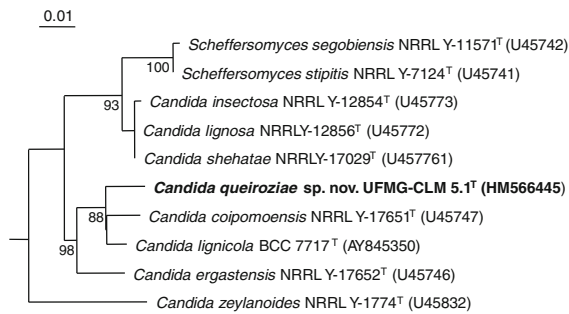 0.01
Scheffersomyces segobiensis NRRL Y-11571T (U45742)
100
Scheffersomyces stipitis NRRL Y-7124T (U45741)
93
Candida insectosa NRRL Y-12854T (U45773)
Candida lignosa NRRLY-12856T (U45772)
Candida shehatae NRRLY-17029T (U457761)
Candida queiroziae sp. nov. UFMG-CLM 5.1T (HM566445)
88
Candida coipomoensis NRRL Y-17651T (U45747)
Candida lignicola BCC 7717T (AY845350)
98
Candida ergastensis NRRL Y-17652T (U45746)
Candida zeylanoides NRRL Y-1774T (U45832)